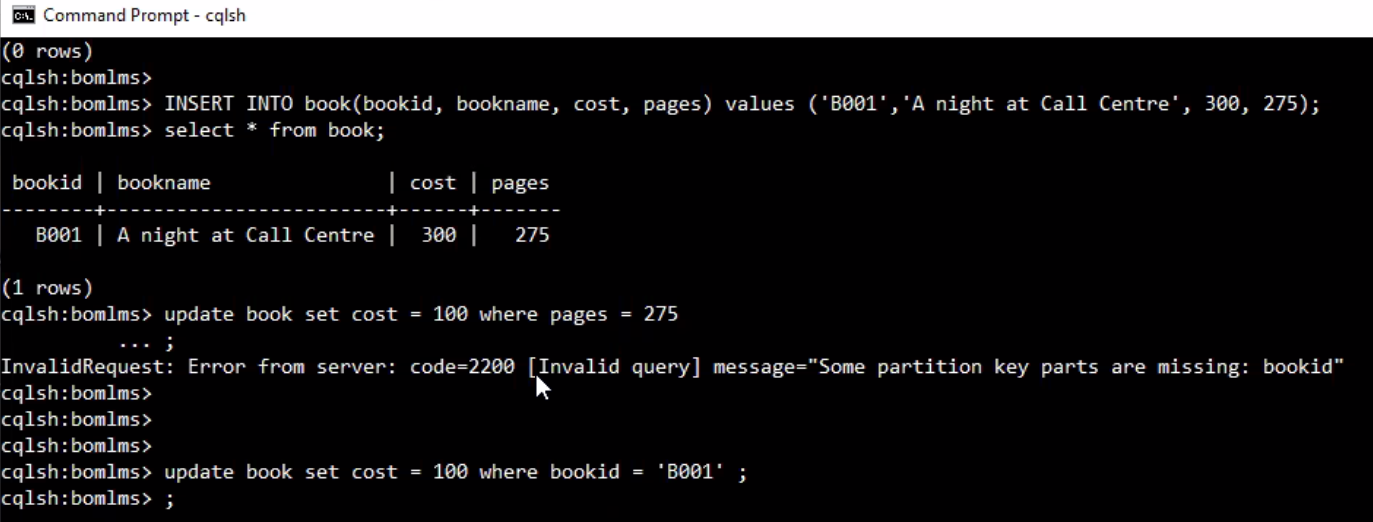 Command Prompt - cqlsh
(0 rows)
cqlsh:bomlms>
cqlsh:bomlms> INSERT INTO book(bookid, bookname, cost, pages) values ('B001','A night at Call Centre', 300, 275);
cqlsh:bomlms> select * from book;
 bookid | bookname               | cost | pages
--------+------------------------+------+-------
   B001 | A night at Call Centre |  300 |   275
(1 rows)
cqlsh:bomlms> update book set cost = 100 where pages = 275
          ... ;
InvalidRequest: Error from server: code=2200 [Invalid query] message="Some partition key parts are missing: bookid"
cqlsh:bomlms>
cqlsh:bomlms>
cqlsh:bomlms>
cqlsh:bomlms> update book set cost = 100 where bookid = 'B001' ;
cqlsh:bomlms> ;